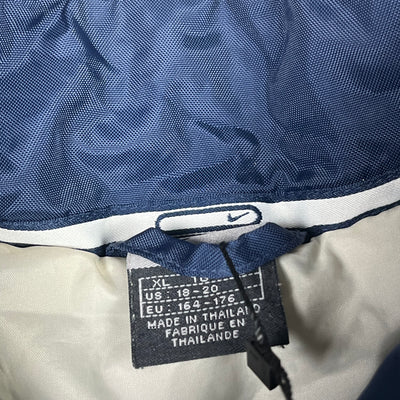 XL
US : 18 - 20
EU : 164 - 176
MADE IN THAILAND
FABRIQUE EN
THAILANDE